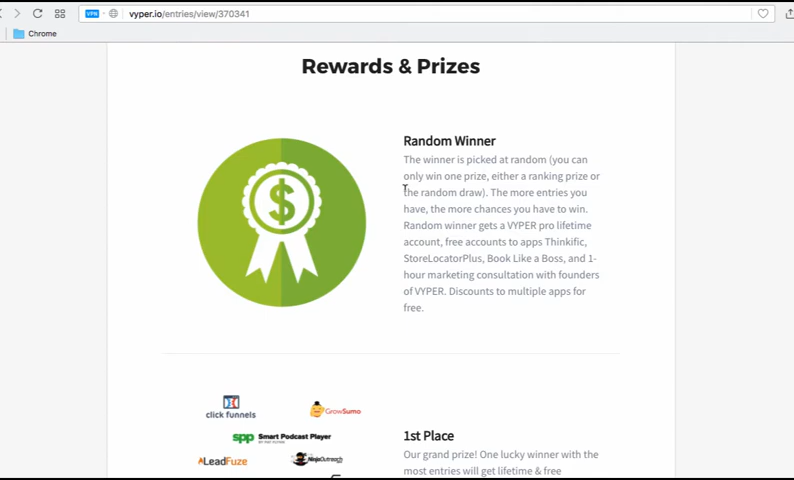 VPN
vyper.io/entries/view/370341
Chrome
Rewards & Prizes
$
Random Winner
The winner is picked at random (you can
only win one prize, either a ranking prize or
the random draw). The more entries you
have, the more chances you have to win.
Random winner gets a VYPER pro lifetime
account, free accounts to apps Thinkific,
StoreLocatorPlus, Book Like a Boss, and 1-
hour marketing consultation with founders
of VYPER. Discounts to multiple apps for
free.
click funnels
GrowSumo
spp Smart Podcast Player
LeadFuze
NinjaOutreach
1st Place
Our grand prize! One lucky winner with the
most entries will get lifetime & free